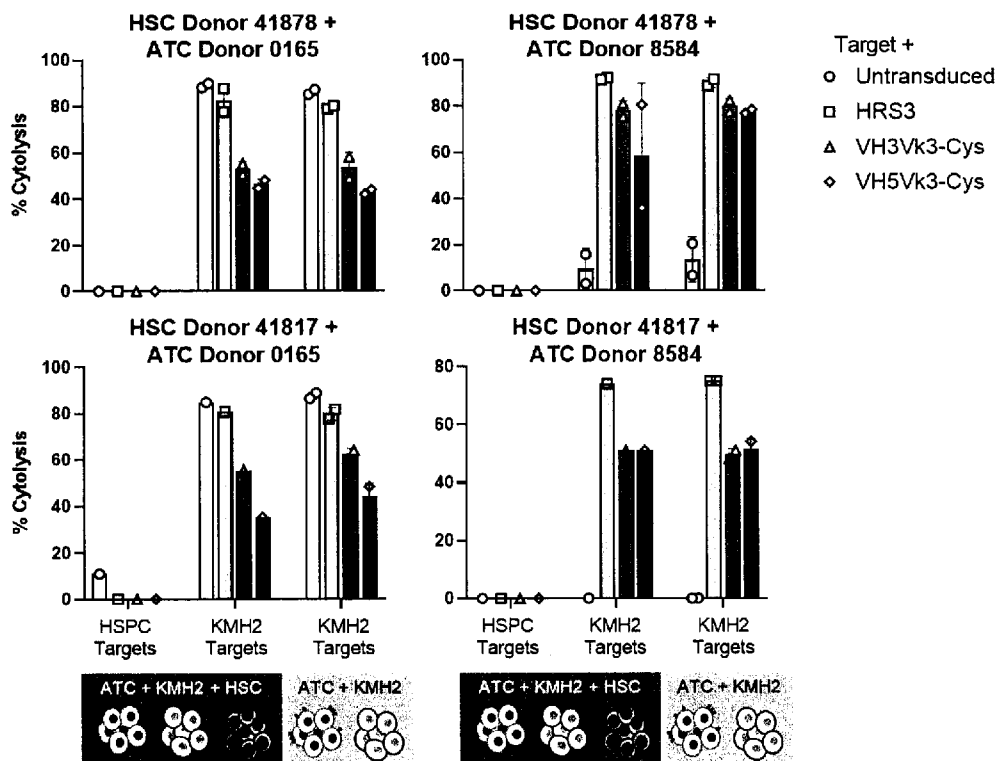 HSC Donor 41878 +
ATC Donor 0165
HSC Donor 41878 +
ATC Donor 8584
Target +
Untransduced
HRS3
VH3Vk3-Cys
VH5Vk3-Cys
% Cytolysis
100
80
60
40
20
0
100
80
60
40
20
0
HSC Donor 41817 +
ATC Donor 0165
HSC Donor 41817 +
ATC Donor 8584
% Cytolysis
100
80
60
40
20
0
80
60
40
20
0
HSPC
Targets
KMH2
Targets
KMH2
Targets
HSPC
Targets
KMH2
Targets
KMH2
Targets
ATC + KMH2 + HSC
ATC + KMH2
ATC + KMH2 + HSC
ATC + KMH2